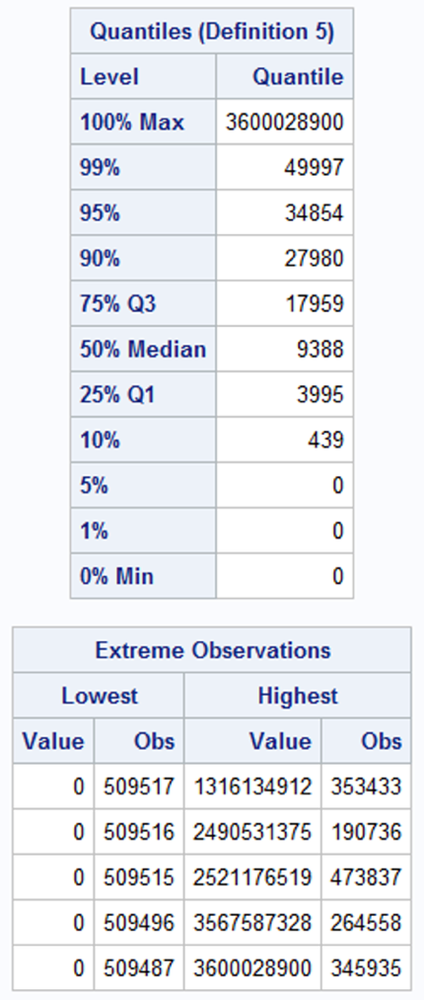 Quantiles (Definition 5)
Level Quantile
100% Max 3600028900
99% 49997
95% 34854
90% 27980
75% Q3 17959
50% Median 9388
25% Q1 3995
10% 439
5% 0
1% 0
0% Min 0
Extreme Observations
Lowest Highest
Value Obs Value Obs
0 509517 1316134912 353433
0 509516 2490531375 190736
0 509515 2521176519 473837
0 509496 3567587328 264558
0 509487 3600028900 345935